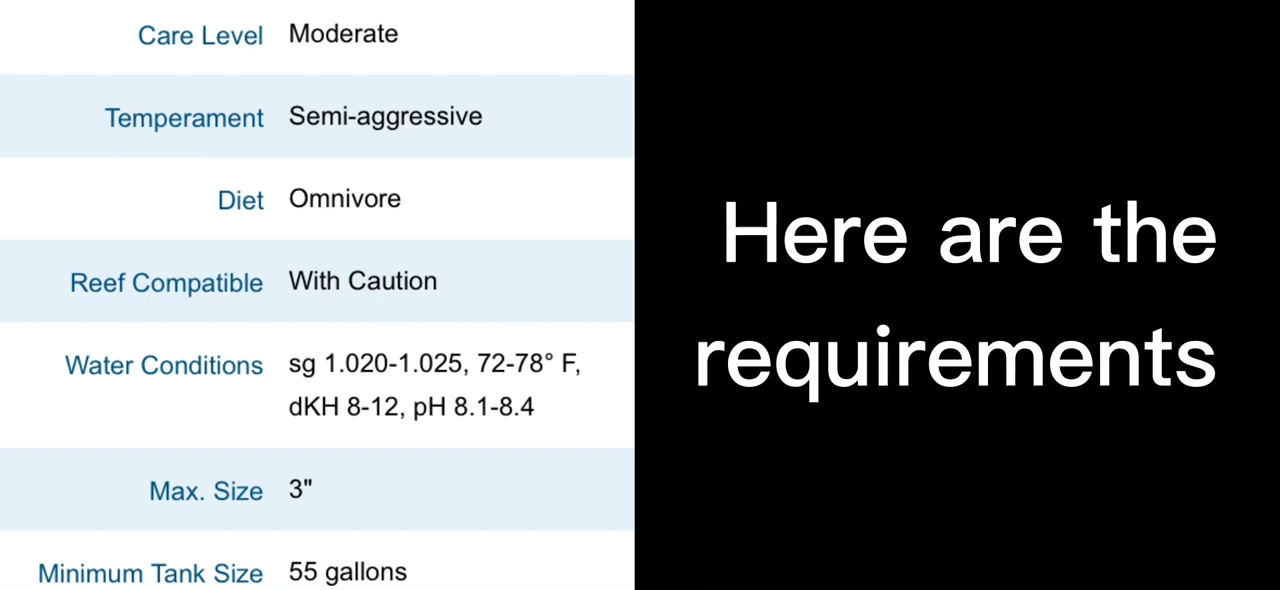 Care Level Moderate
Temperament Semi-aggressive
Diet Omnivore
Reef Compatible With Caution
Water Conditions sg 1.020-1.025, 72-78° F,
dKH 8-12, pH 8.1-8.4
Max. Size 3"
Minimum Tank Size 55 gallons
Here are the
requirements